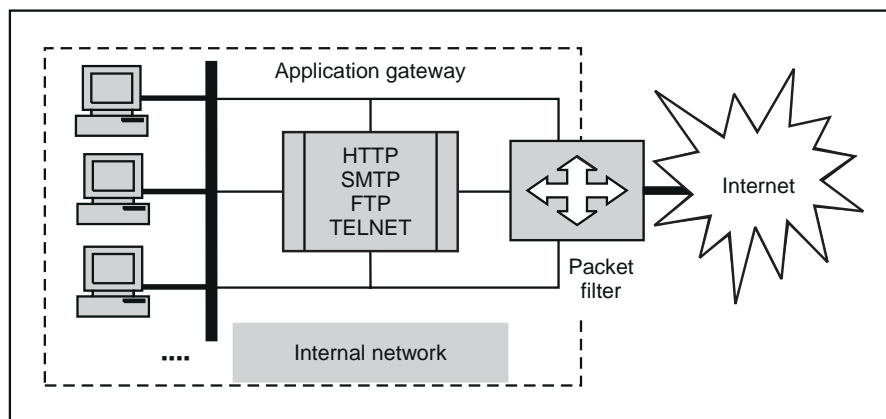 Application gateway
HTTP
SMTP
FTP
TELNET
Internet
Packet
filter
Internal network
....